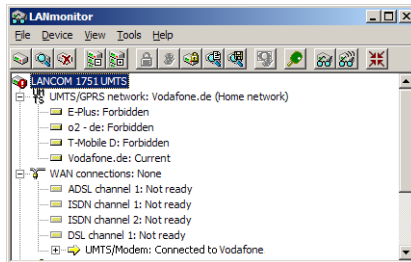 LANmonitor
File Device View Tools Help
LANCOM 1751 UMTS
UM TS UMTS/GPRS network: Vodafone.de (Home network)
E-Plus: Forbidden
o2 - de: Forbidden
T-Mobile D: Forbidden
Vodafone.de: Current
WAN connections: None
ADSL channel 1: Not ready
ISDN channel 1: Not ready
ISDN channel 2: Not ready
DSL channel 1: Not ready
UMTS/Modem: Connected to Vodafone